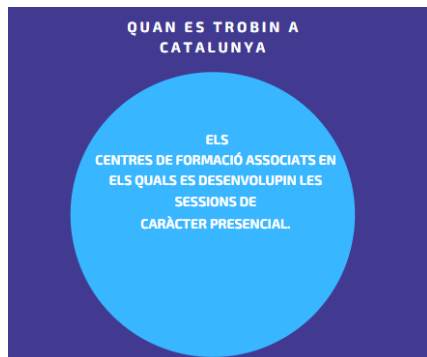 QUAN ES TROBIN A
CATALUNYA
ELS
CENTRES DE FORMACIÓ ASSOCIATS EN
ELS QUALS ES DESENVOLUPIN LES
SESSIONS DE
CARÀCTER PRESENCIAL.